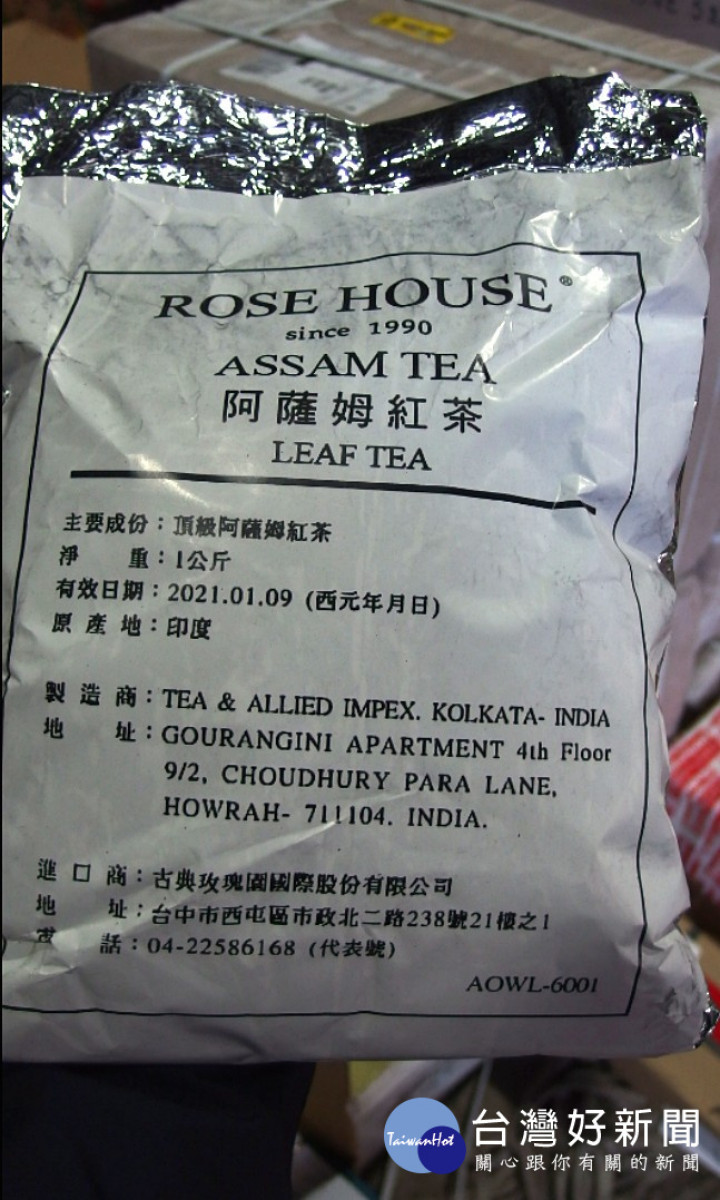 ROSE HOUSE®
since 1990
ASSAM TEA
阿薩姆紅茶
LEAF TEA
主要成份：頂級阿薩姆紅茶
淨 重：1公斤
有效日期：2021.01.09 (西元年月日)
原產地：印度
製造商：TEA & ALLIED IMPEX. KOLKATA- INDIA
地 址：GOURANGINI APARTMENT 4th Floor
9/2, CHOUDHURY PARA LANE,
HOWRAH- 711104. INDIA.
進口商：古典玫瑰園國際股份有限公司
地 址：台中市西屯區市政北二路238號21樓之1
電 話：04-22586168 (代表號)
AOWL-6001
TaiwanHot
台灣好新聞
關心跟你有關的新聞